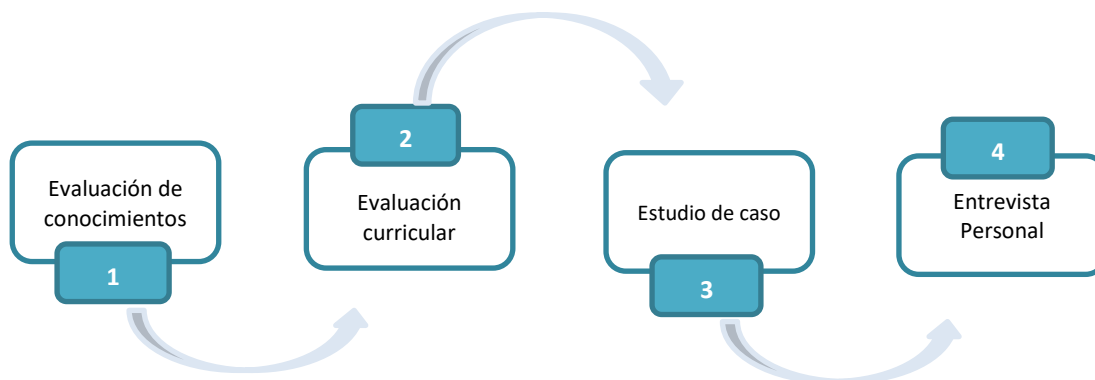 Evaluación de
conocimientos
1
2
Evaluación
curricular
Estudio de caso
3
4
Entrevista
Personal